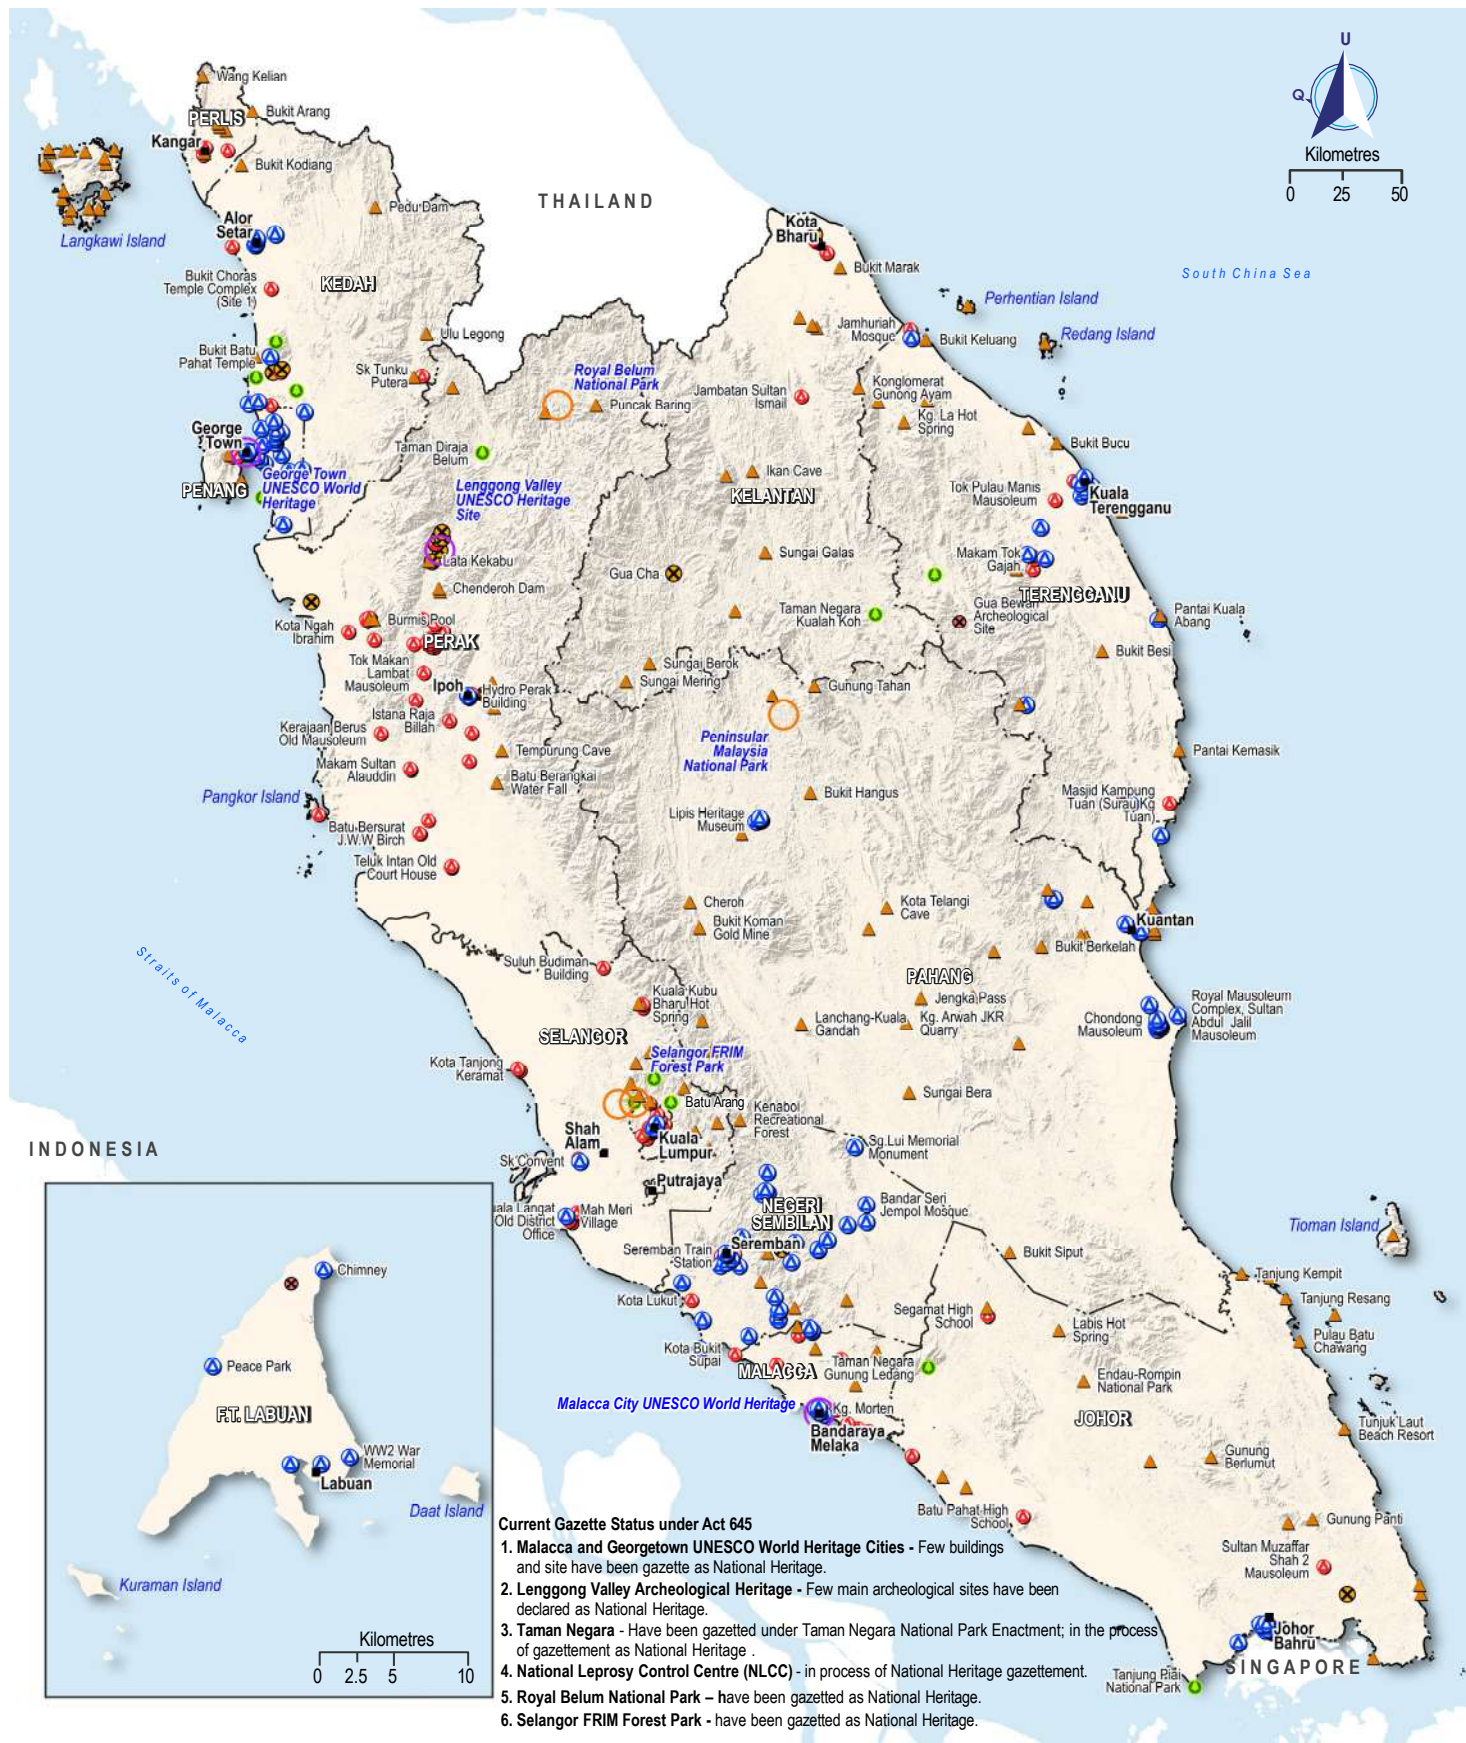 U
Q
Kilometres
0 25 50
Wang Kelian
PERLIS
Bukit Arang
Kangar
Bukit Kodiang
THAILAND
Pedu Dam
Langkawi Island
Alor
Setar
Kota
Bharu
Bukit Marak
South China Sea
Bukit Choras
Temple Complex
(Site 1)
KEDAH
Perhentian Island
Ulu Legong
Jamhuriah
Mosque
Bukit Keluang
Redang Island
Bukit Batu
Pahat Temple
Sk Tunku
Putera
Royal Belum
National Park
Puncak Baring
Jambatan Sultan
Ismail
Konglomerat
Gunong Ayam
Kg. La Hot
Spring
George
Town
Bukit Bucu
Taman Diraja
Belum
PENANG
George Town
UNESCO World
Heritage
Lenggong Valley
UNESCO Heritage
Site
Ikan Cave
KELANTAN
Tok Pulau Manis
Mausoleum
Kuala
Terengganu
Lata Kekabu
Chenderoh Dam
Gua Cha
Sungai Galas
Makam Tok
Gajah
TERENGGANU
Kota Ngah
Ibrahim
Burmis Pool
PERAK
Taman Negara
Kualah Koh
Gua Bewah
Archeological
Site
Pantai Kuala
Abang
Tok Makan
Lambat
Mausoleum
Sungai Berok
Sungai Mering
Bukit Besi
Ipoh
Hydro Perak
Building
Gunung Tahan
Istana Raja
Billah
Kerajaan Berus
Old Mausoleum
Peninsular
Malaysia
National Park
Tempurung Cave
Pantai Kemasik
Makam Sultan
Alauddin
Batu Berangkai
Water Fall
Pangkor Island
Bukit Hangus
Masjid Kampung
Tuan (Surau Kg
Tuan)
Lipis Heritage
Museum
Batu Bersurat
J.W.W Birch
Teluk Intan Old
Court House
Cheroh
Kota Telangi
Cave
Bukit Koman
Gold Mine
Kuantan
Bukit Berkelah
Straits of Malacca
Suluh Budiman
Building
PAHANG
Kuala Kubu
Bharu Hot
Spring
Jengka Pass
Lanchang-Kuala
Gandah
Kg. Arwah JKR
Quarry
Chondong
Mausoleum
Royal Mausoleum
Complex, Sultan
Abdul Jalil
Mausoleum
SELANGOR
Selangor FRIM
Forest Park
Kota Tanjong
Keramat
Batu Arang
Sungai Bera
Kenabol
Recreational
Forest
INDONESIA
Shah
Alam
Kuala
Lumpur
Sk Convent
Sg.Lui Memorial
Monument
Putrajaya
Old District
Office
Mah Meri
Village
NEGERI
SEMBILAN
Bandar Seri
Jempol Mosque
Tioman Island
Seremban Train
Station
Seremban
Bukit Siput
Tanjung Kempit
Kota Lukut
Segamat High
School
Tanjung Resang
Labis Hot
Spring
Pulau Batu
Chawang
Kota Bukit
Supai
MALACCA
Taman Negara
Gunung Ledang
Endau-Rompin
National Park
Malacca City UNESCO World Heritage
Kg. Morten
JOHOR
Bandaraya
Melaka
Tunjuk Laut
Beach Resort
Gunung
Berlumut
Batu Pahat High
School
Gunung Panti
Sultan Muzaffar
Shah 2
Mausoleum
Johor
Bahru
SINGAPORE
Tanjung Piai
National Park
Chimney
Peace Park
F.T. LABUAN
WW2 War
Memorial
Labuan
Daat Island
Kuraman Island
Kilometres
0 2.5 5 10
Current Gazette Status under Act 645
1. Malacca and Georgetown UNESCO World Heritage Cities - Few buildings
and site have been gazette as National Heritage.
2. Lenggong Valley Archeological Heritage - Few main archeological sites have been
declared as National Heritage.
3. Taman Negara - Have been gazetted under Taman Negara National Park Enactment; in the process
of gazettement as National Heritage .
4. National Leprosy Control Centre (NLCC) - in process of National Heritage gazettement.
5. Royal Belum National Park – have been gazetted as National Heritage.
6. Selangor FRIM Forest Park - have been gazetted as National Heritage.